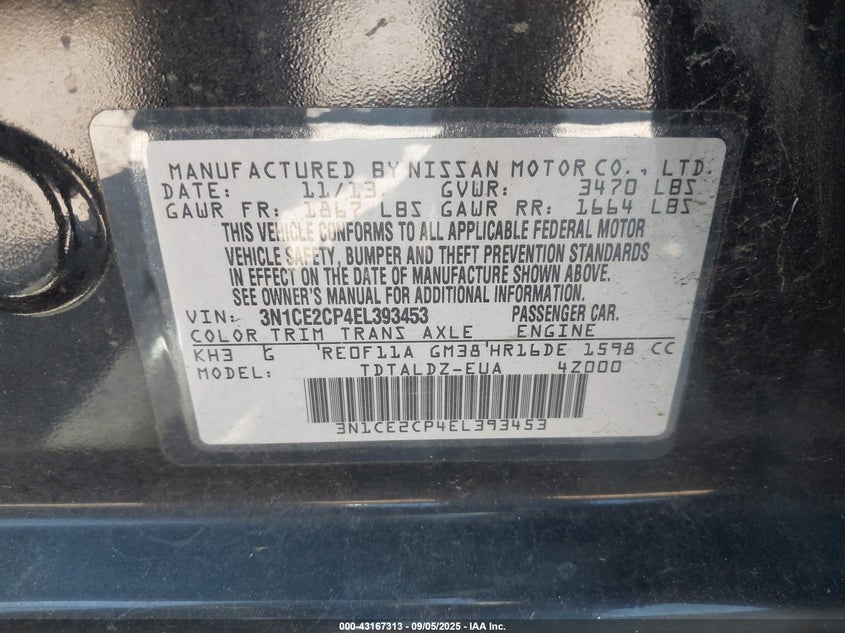 MANUFACTURED BY NISSAN MOTOR CO., LTD.
DATE: 11/13 GVWR: 3470 LBS
GAWR FR: 1867 LBS GAWR RR: 1664 LBS
THIS VEHICLE CONFORMS TO ALL APPLICABLE FEDERAL MOTOR
VEHICLE SAFETY, BUMPER AND THEFT PREVENTION STANDARDS
IN EFFECT ON THE DATE OF MANUFACTURE SHOWN ABOVE.
SEE OWNER'S MANUAL FOR ADDITIONAL INFORMATION.
VIN: 3N1CE2CP4EL393453 PASSENGER CAR.
COLOR TRIM TRANS AXLE ENGINE
KH3 G 'RE0F11A GM38'HR16DE 1598 CC
MODEL: TDTALDZ-EUA 4Z000
3N1CE2CP4EL393453
000-43167313 - 09/05/2025 - IAA Inc.